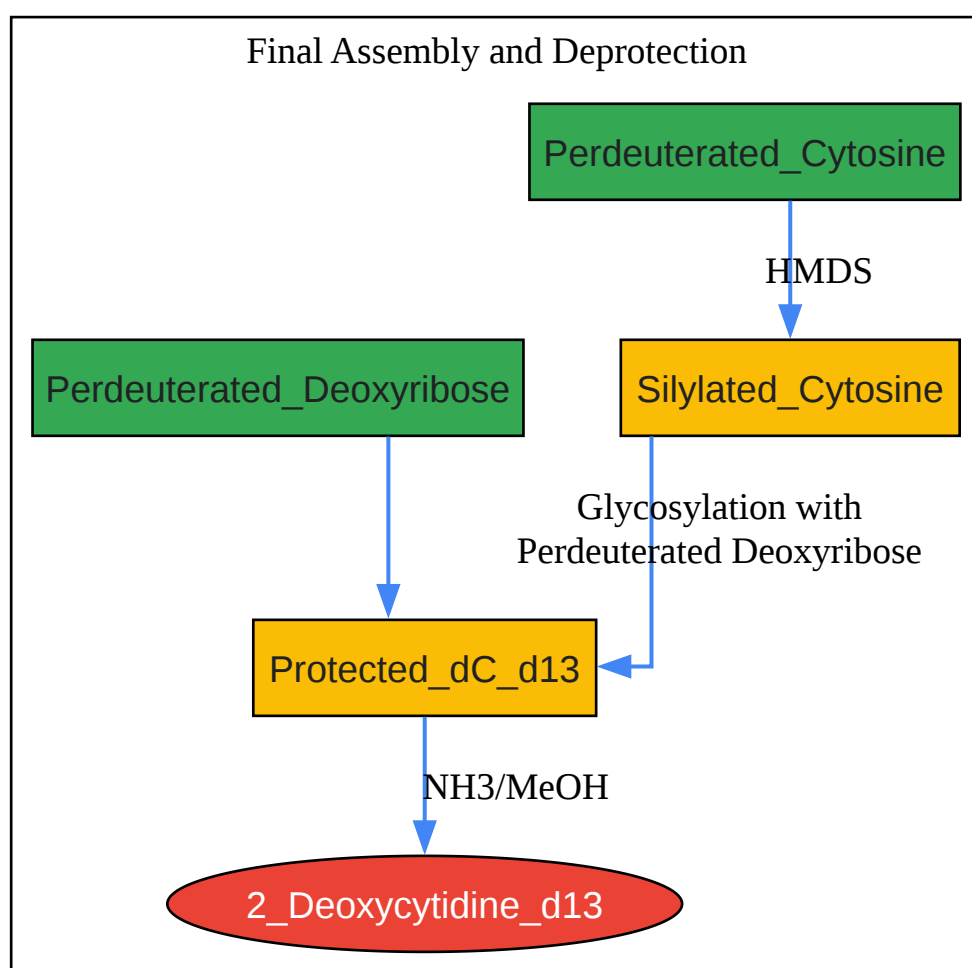 Final Assembly and Deprotection
Perdeuterated_Cytosine
HMDS
Perdeuterated_Deoxyribose
Silylated_Cytosine
Glycosylation with
Perdeuterated Deoxyribose
Protected_dC_d13
NH3/MeOH
2_Deoxycytidine_d13